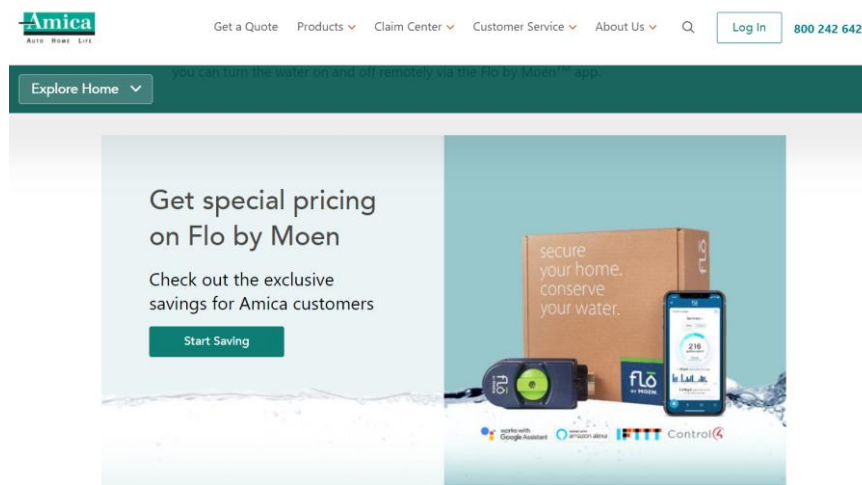 Amica
AUTO HOME LIFE
Get a Quote Products Claim Center Customer Service About Us Log In 800 242 642
you can turn the water on and off remotely via the Flo by Moen™ app.
Explore Home
Get special pricing
on Flo by Moen
Check out the exclusive
savings for Amica customers
Start Saving
secure
your home.
conserve
your water.
flo
flo
flo
BY MOEN
216
works with
Google Assistant
amazon alexa
IFTTT
Control4